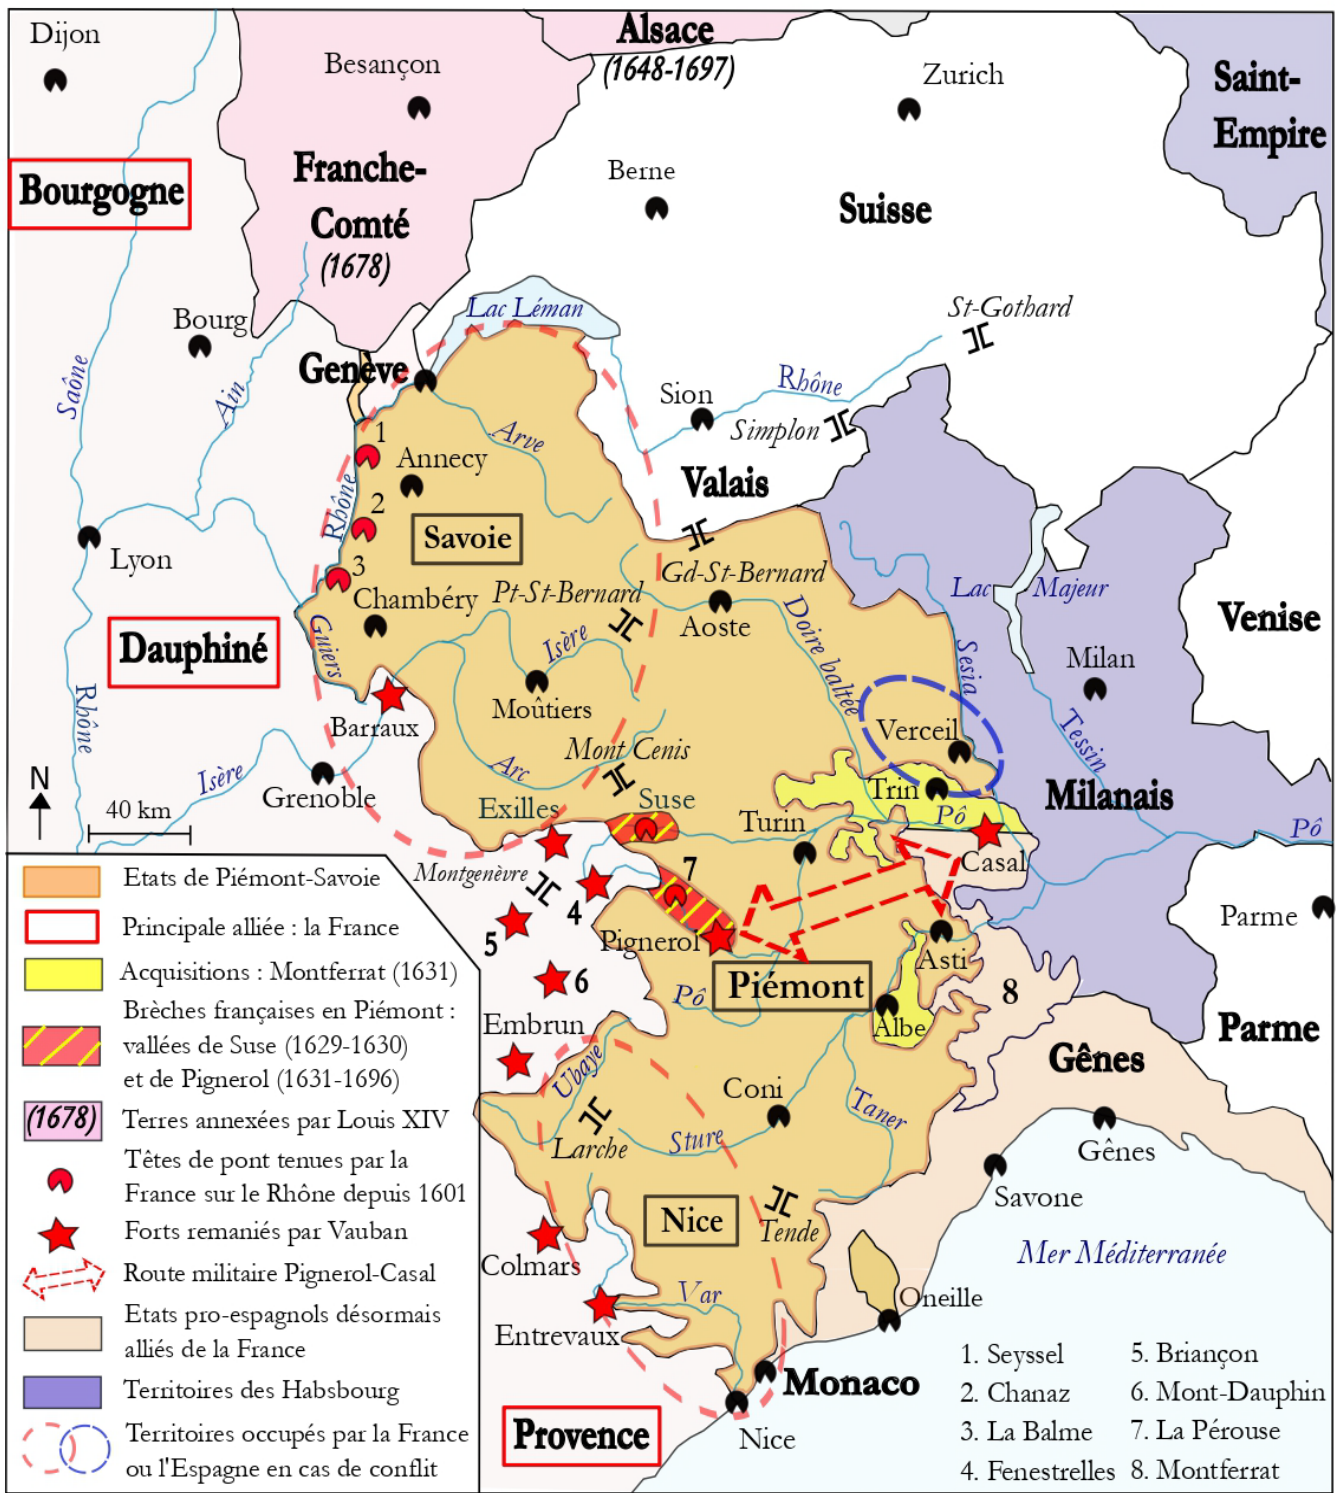 Dijon
Besançon
Alsace
(1648-1697)
Zurich
Saint-
Empire
Bourgogne
Franche-
Comté
(1678)
Berne
Suisse
Bourg
Lac Léman
St-Gothard
Genève
Saône
Ain
Sion
Rhône
Simplon
1
Arve
Annecy
Valais
Rhône
2
Savoie
Lyon
3
Chambéry
Pt-St-Bernard
Gd-St-Bernard
Lac
Majeur
Aoste
Doire baltée
Venise
Dauphiné
Guiers
Isère
Sesia
Milan
Rhône
Barraux
Moûtiers
Verceil
Tessin
Mont Cenis
Isère
Arc
Grenoble
N
40 km
Exilles
Suse
Turin
Trin
Pô
Milanais
Pô
Casal
Montgenèvre
4
7
5
Pignerol
Asti
Parme
6
Piémont
Pô
8
Embrun
Albe
Gênes
Parme
Ubaye
Coni
Taner
Larche
Sture
Gênes
Savone
Nice
Tende
Colmars
Mer Méditerranée
Var
Oneille
Entrevaux
Monaco
Provence
Nice
Etats de Piémont-Savoie
Principale alliée : la France
Acquisitions : Montferrat (1631)
Brèches françaises en Piémont :
vallées de Suse (1629-1630)
et de Pignerol (1631-1696)
(1678) Terres annexées par Louis XIV
Têtes de pont tenues par la
France sur le Rhône depuis 1601
Forts remaniés par Vauban
Route militaire Pignerol-Casal
Etats pro-espagnols désormais
alliés de la France
Territoires des Habsbourg
Territoires occupés par la France
ou l'Espagne en cas de conflit
1. Seyssel
2. Chanaz
3. La Balme
4. Fenestrelles
5. Briançon
6. Mont-Dauphin
7. La Pérouse
8. Montferrat